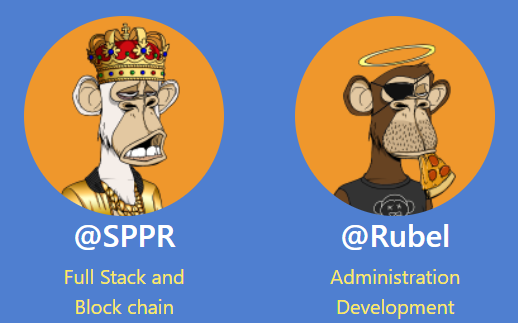 @SPPR
Full Stack and
Block chain
@Rubel
Administration
Development